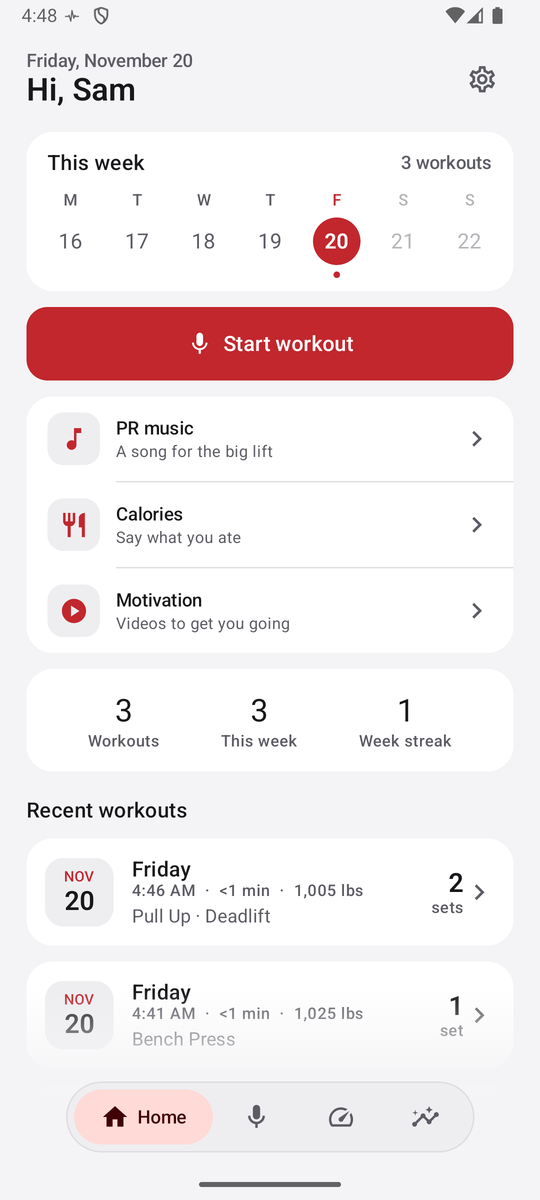 4:48
Friday, November 20
Hi, Sam
This week
3 workouts
M T W T F S S
16 17 18 19 20 21 22
Start workout
PR music
A song for the big lift
Calories
Say what you ate
Motivation
Videos to get you going
3 3 1
Workouts This week Week streak
Recent workouts
NOV
20
Friday
4:46 AM · <1 min · 1,005 lbs
Pull Up · Deadlift
2
sets
NOV
20
Friday
4:41 AM · <1 min · 1,025 lbs
Bench Press
1
set
Home